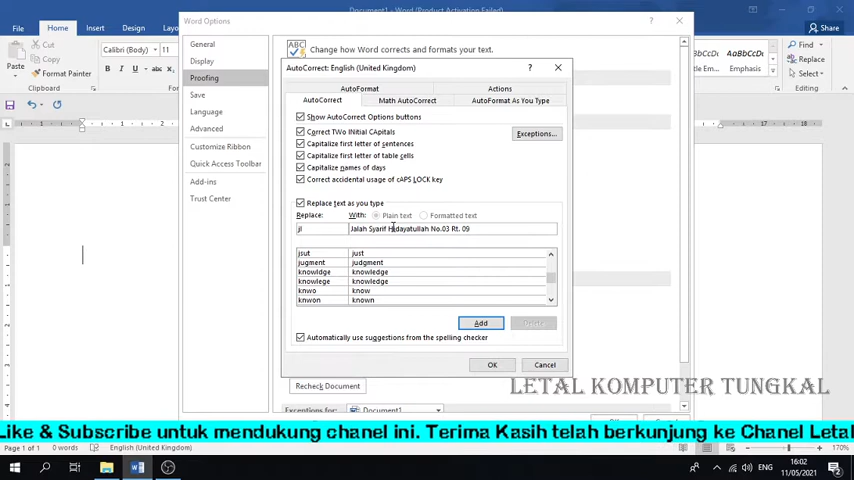 Document1 - Word (Product Activation Failed)
File
Home
Insert
Design
Share
Cut
Copy
Format Painter
Paste
Clipboard
Calibri (Body)
B I U
AaBbCcDc
Emphasis
Find
Replace
Select
Editing
Word Options
General
Display
Proofing
Save
Language
Advanced
Customize Ribbon
Quick Access Toolbar
Add-ins
Trust Center
ABC
Change how Word corrects and formats your text.
AutoCorrect: English (United Kingdom)
AutoFormat
Actions
AutoCorrect
Math AutoCorrect
AutoFormat As You Type
Show AutoCorrect Options buttons
Correct TWo INitial CApitals
Exceptions...
Capitalize first letter of sentences
Capitalize first letter of table cells
Capitalize names of days
Correct accidental usage of cAPS LOCK key
Replace text as you type
Replace:
With:
Plain text
Formatted text
jl
Jalah Syarif Hidayatullah No.03 Rt. 09
jsut just
jugment judgment
knowldge knowledge
knowlege knowledge
knwo know
knwon known
Add
Delete
Automatically use suggestions from the spelling checker
OK
Cancel
Recheck Document
Exceptions for:
Document1
LETAL KOMPUTER TUNGKAL
Like & Subscribe untuk mendukung chanel ini. Terima Kasih telah berkunjung ke Chanel Letal
Page 1 of 1
0 words
English (United Kingdom)
170%
ENG
16:02
11/05/2021